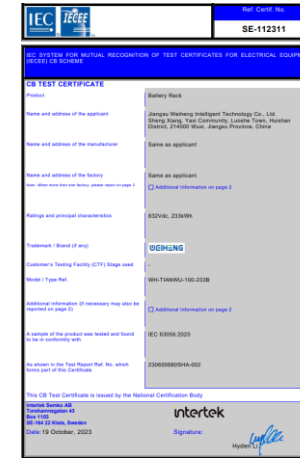 IEC IECEE
Ref. Certif. No.
SE-112311
IEC SYSTEM FOR MUTUAL RECOGNITION OF TEST CERTIFICATES FOR ELECTRICAL EQUIPM
(IECEE) CB SCHEME
CB TEST CERTIFICATE
Product
Battery Rack
Name and address of the applicant
Jiangsu Weiheng Intelligent Technology Co., Ltd
Sheng Xiang, Yaxi Community, Luoshe Town, Huishan
District, 214000 Wuxi, Jiangsu Province, China
Name and address of the manufacturer
Same as applicant
Name and address of the factory
Same as applicant
Note: When more than one factory, please report on page 2
Additional Information on page 2
Ratings and principal characteristics
832Vdc, 233kWh
Trademark / Brand (if any)
WEIHENG
Customer's Testing Facility (CTF) Stage used
-
Model / Type Ref.
WH-TIANWU-100-233B
Additional information (if necessary may also be
reported on page 2)
Additional Information on page 2
A sample of the product was tested and found
to be in conformity with
IEC 63056:2020
As shown in the Test Report Ref. No. which
forms part of this Certificate
230600880SHA-002
This CB Test Certificate is issued by the National Certification Body
Intertek Semko AB
Torshamnsgatan 43
Box 1103
SE-164 22 Kista, Sweden
intertek
Date: 19 October, 2023
Signature:
Hyden Li